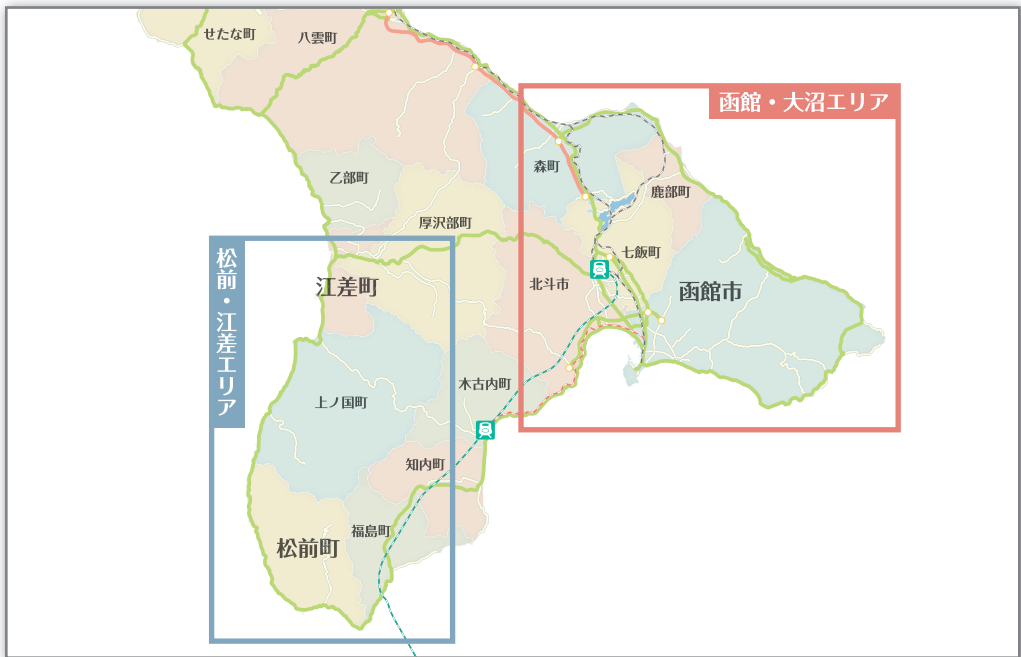 せたな町
八雲町
函館・大沼エリア
森町
乙部町
鹿部町
厚沢部町
松前・江差エリア
七飯町
江差町
北斗市
函館市
木古内町
上ノ国町
知内町
福島町
松前町